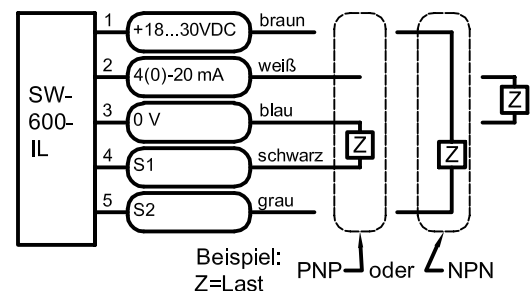 SW-
600-
IL
1 +18...30VDC braun
2 4(0)-20 mA weiß
3 0 V blau
4 S1 schwarz
5 S2 grau
Z
Z
Z
Beispiel:
Z=Last
PNP oder NPN